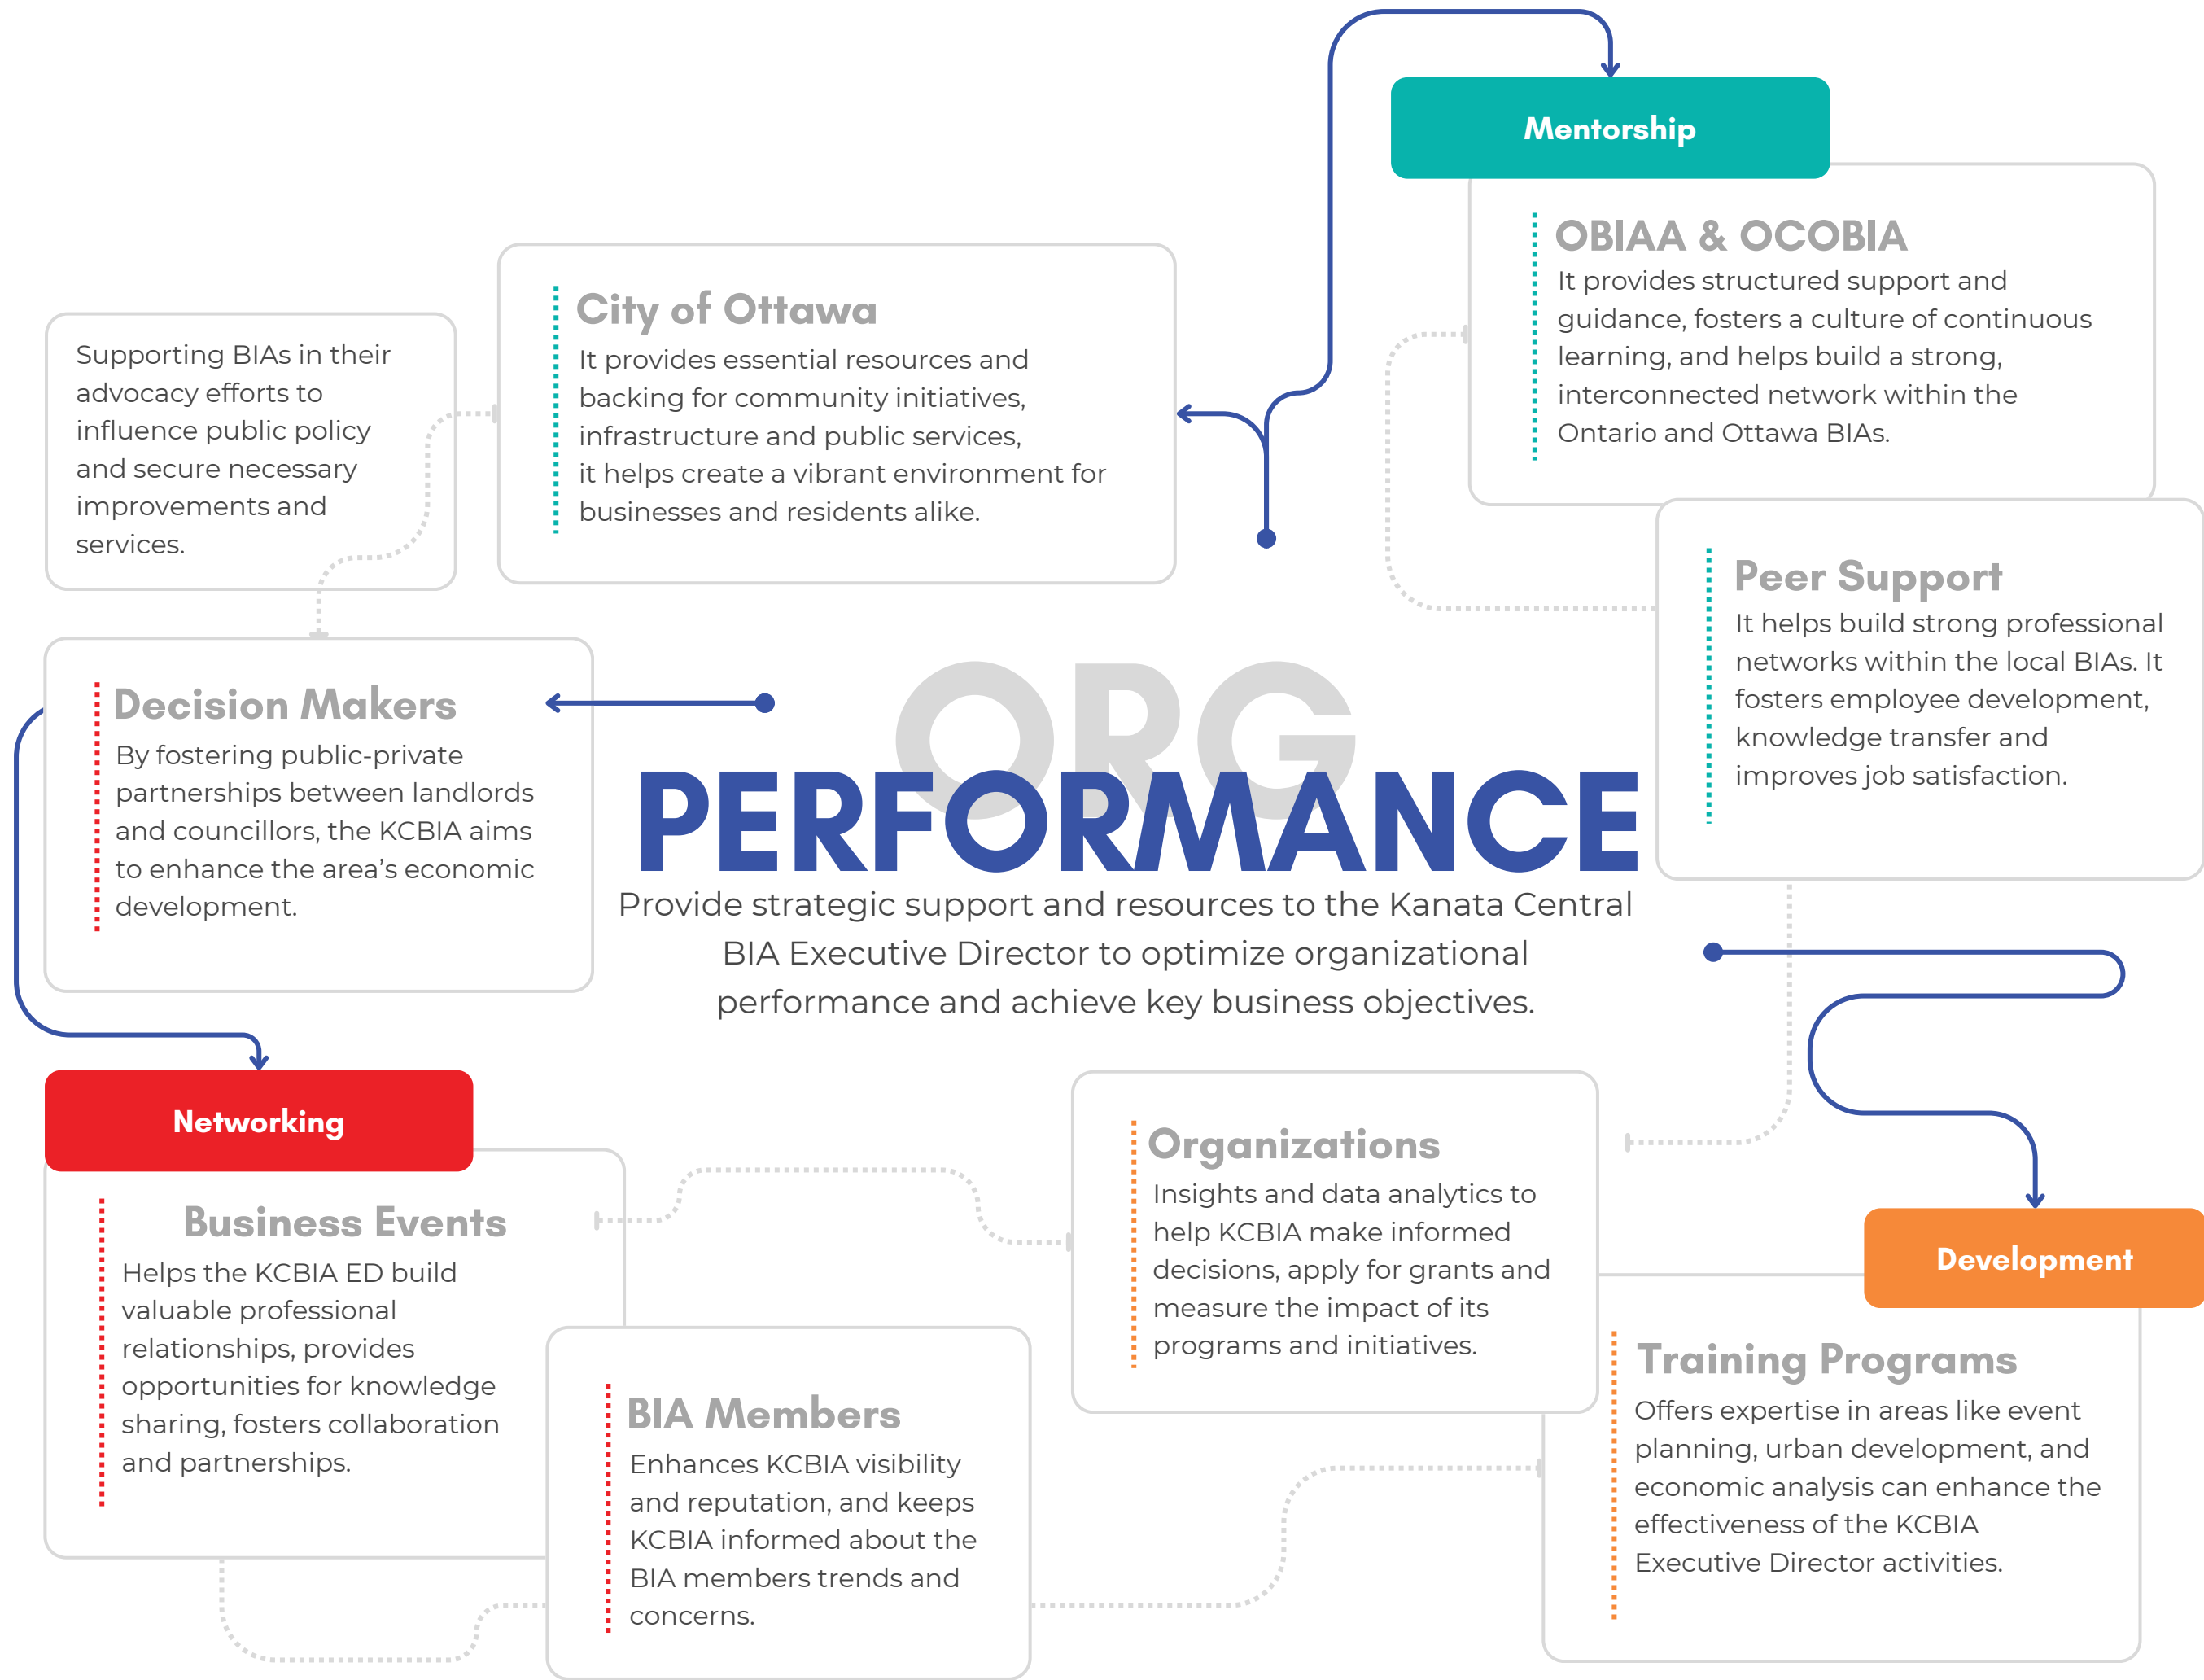 Mentorship
OBIAA & OCOBIA
It provides structured support and
guidance, fosters a culture of continuous
learning, and helps build a strong,
interconnected network within the
Ontario and Ottawa BIAs.
City of Ottawa
It provides essential resources and
backing for community initiatives,
infrastructure and public services,
it helps create a vibrant environment for
businesses and residents alike.
Supporting BIAs in their
advocacy efforts to
influence public policy
and secure necessary
improvements and
services.
Peer Support
It helps build strong professional
networks within the local BIAs. It
fosters employee development,
knowledge transfer and
improves job satisfaction.
Decision Makers
By fostering public-private
partnerships between landlords
and councillors, the KCBIA aims
to enhance the area’s economic
development.
ORG
PERFORMANCE
Provide strategic support and resources to the Kanata Central
BIA Executive Director to optimize organizational
performance and achieve key business objectives.
Networking
Business Events
Helps the KCBIA ED build
valuable professional
relationships, provides
opportunities for knowledge
sharing, fosters collaboration
and partnerships.
BIA Members
Enhances KCBIA visibility
and reputation, and keeps
KCBIA informed about the
BIA members trends and
concerns.
Organizations
Insights and data analytics to
help KCBIA make informed
decisions, apply for grants and
measure the impact of its
programs and initiatives.
Development
Training Programs
Offers expertise in areas like event
planning, urban development, and
economic analysis can enhance the
effectiveness of the KCBIA
Executive Director activities.